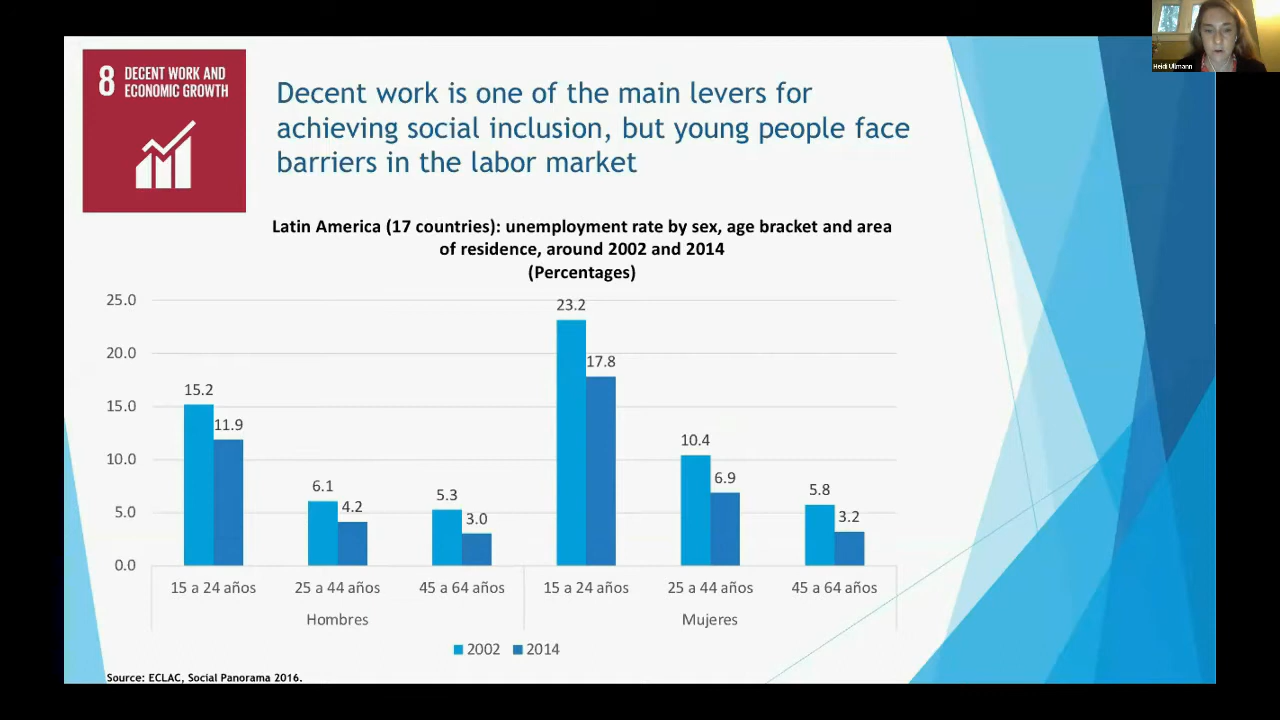 Heidi Ullmann
8 DECENT WORK AND
ECONOMIC GROWTH
Decent work is one of the main levers for
achieving social inclusion, but young people face
barriers in the labor market
Latin America (17 countries): unemployment rate by sex, age bracket and area
of residence, around 2002 and 2014
(Percentages)
25.0
20.0
15.0
10.0
5.0
0.0
15.2
11.9
6.1
4.2
5.3
3.0
23.2
17.8
10.4
6.9
5.8
3.2
15 a 24 años
25 a 44 años
45 a 64 años
15 a 24 años
25 a 44 años
45 a 64 años
Hombres
Mujeres
2002
2014
Source: ECLAC, Social Panorama 2016.